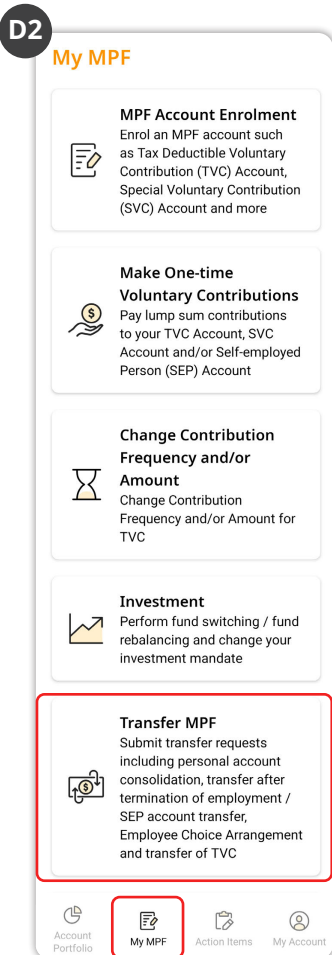 D2
My MPF
MPF Account Enrolment
Enrol an MPF account such
as Tax Deductible Voluntary
Contribution (TVC) Account,
Special Voluntary Contribution
(SVC) Account and more
Make One-time
Voluntary Contributions
Pay lump sum contributions
to your TVC Account, SVC
Account and/or Self-employed
Person (SEP) Account
Change Contribution
Frequency and/or
Amount
Change Contribution
Frequency and/or Amount for
TVC
Investment
Perform fund switching / fund
rebalancing and change your
investment mandate
Transfer MPF
Submit transfer requests
including personal account
consolidation, transfer after
termination of employment /
SEP account transfer,
Employee Choice Arrangement
and transfer of TVC
Account
Portfolio
My MPF
Action Items
My Account